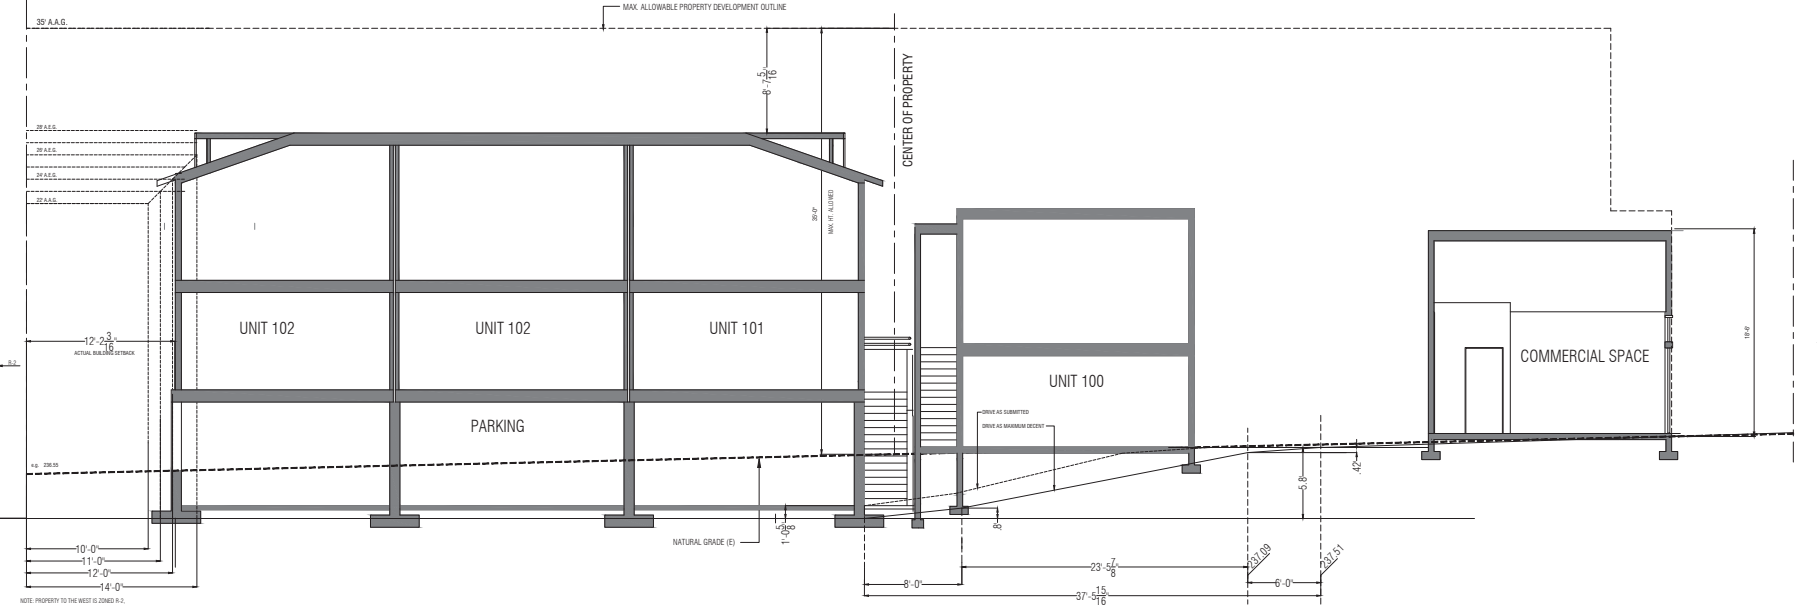 MAX. ALLOWABLE PROPERTY DEVELOPMENT OUTLINE
35' A.A.G.
8'-7 5/16"
CENTER OF PROPERTY
28' A.E.G.
26' A.E.G.
24' A.E.G.
22' A.A.G.
35'-0"
MAX. HT. ALLOWED
UNIT 102
UNIT 102
UNIT 101
12'-2 3/16"
ACTUAL BUILDING SETBACK
R-2
COMMERCIAL SPACE
UNIT 100
DRIVE AS SUBMITTED
DRIVE AS MAXIMUM DECENT
PARKING
e.g. 236.55
.42
5.8
.8
1'-0 5/8"
NATURAL GRADE (E)
10'-0"
11'-0"
12'-0"
14'-0"
8'-0"
23'-5 7/8"
237.09
237.51
6'-0"
37'-5 15/16"
NOTE: PROPERTY TO THE WEST IS ZONED R-2.